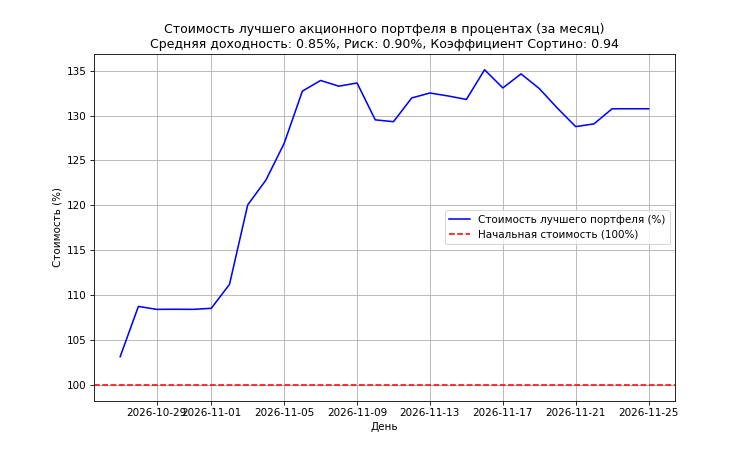 Стоимость лучшего акционного портфеля в процентах (за месяц)
Средняя доходность: 0.85%, Риск: 0.90%, Коэффициент Сортино: 0.94
Стоимость (%)
135
130
125
120
115
110
105
100
Стоимость лучшего портфеля (%)
Начальная стоимость (100%)
2026-10-29
2026-11-01
2026-11-05
2026-11-09
2026-11-13
2026-11-17
2026-11-21
2026-11-25
День